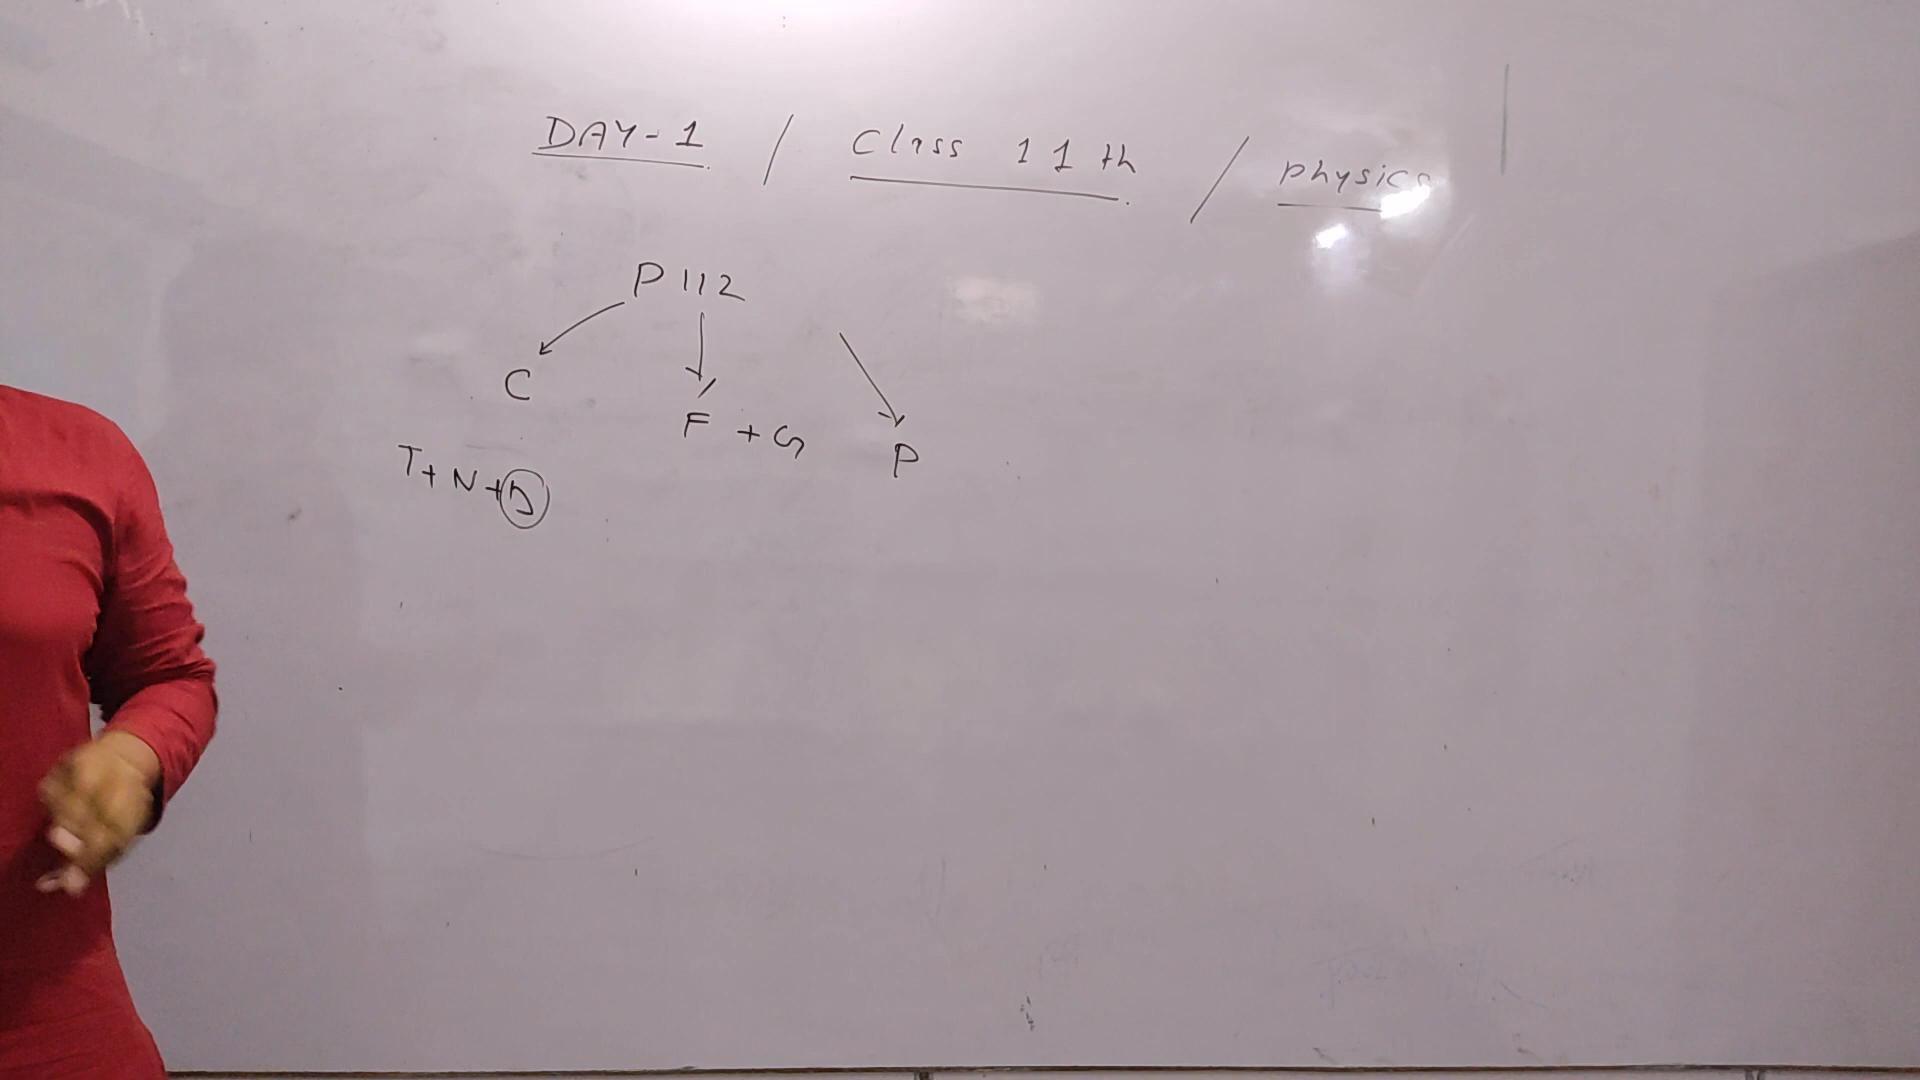 DAY-1 / Class 11th / physics
P112
C F + G P
T+ N +D